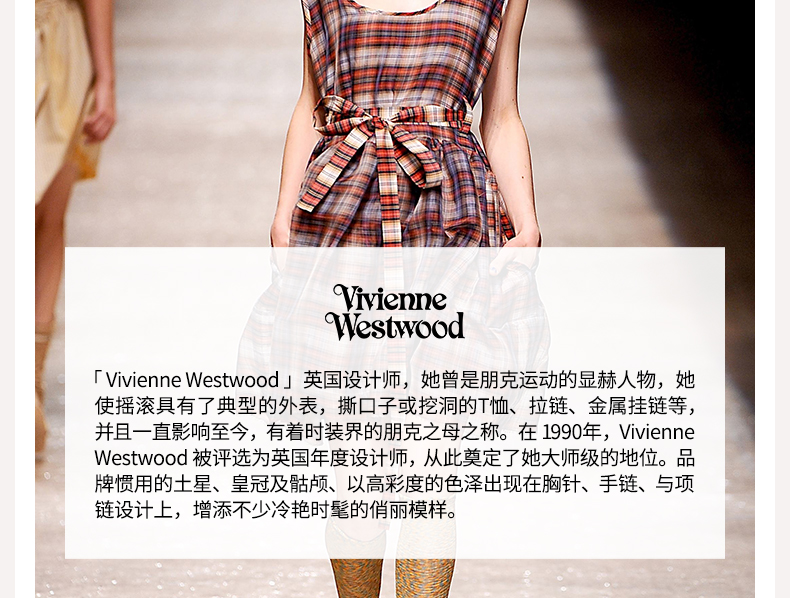 Vivienne
Westwood
「 Vivienne Westwood 」英国设计师，她曾是朋克运动的显赫人物，她
使摇滚具有了典型的外表，撕口子或挖洞的T恤、拉链、金属挂链等，
并且一直影响至今，有着时装界的朋克之母之称。在 1990年，Vivienne
Westwood 被评选为英国年度设计师，从此奠定了她大师级的地位。品
牌惯用的土星、皇冠及骷颅、以高彩度的色泽出现在胸针、手链、与项
链设计上，增添不少冷艳时髦的俏丽模样。